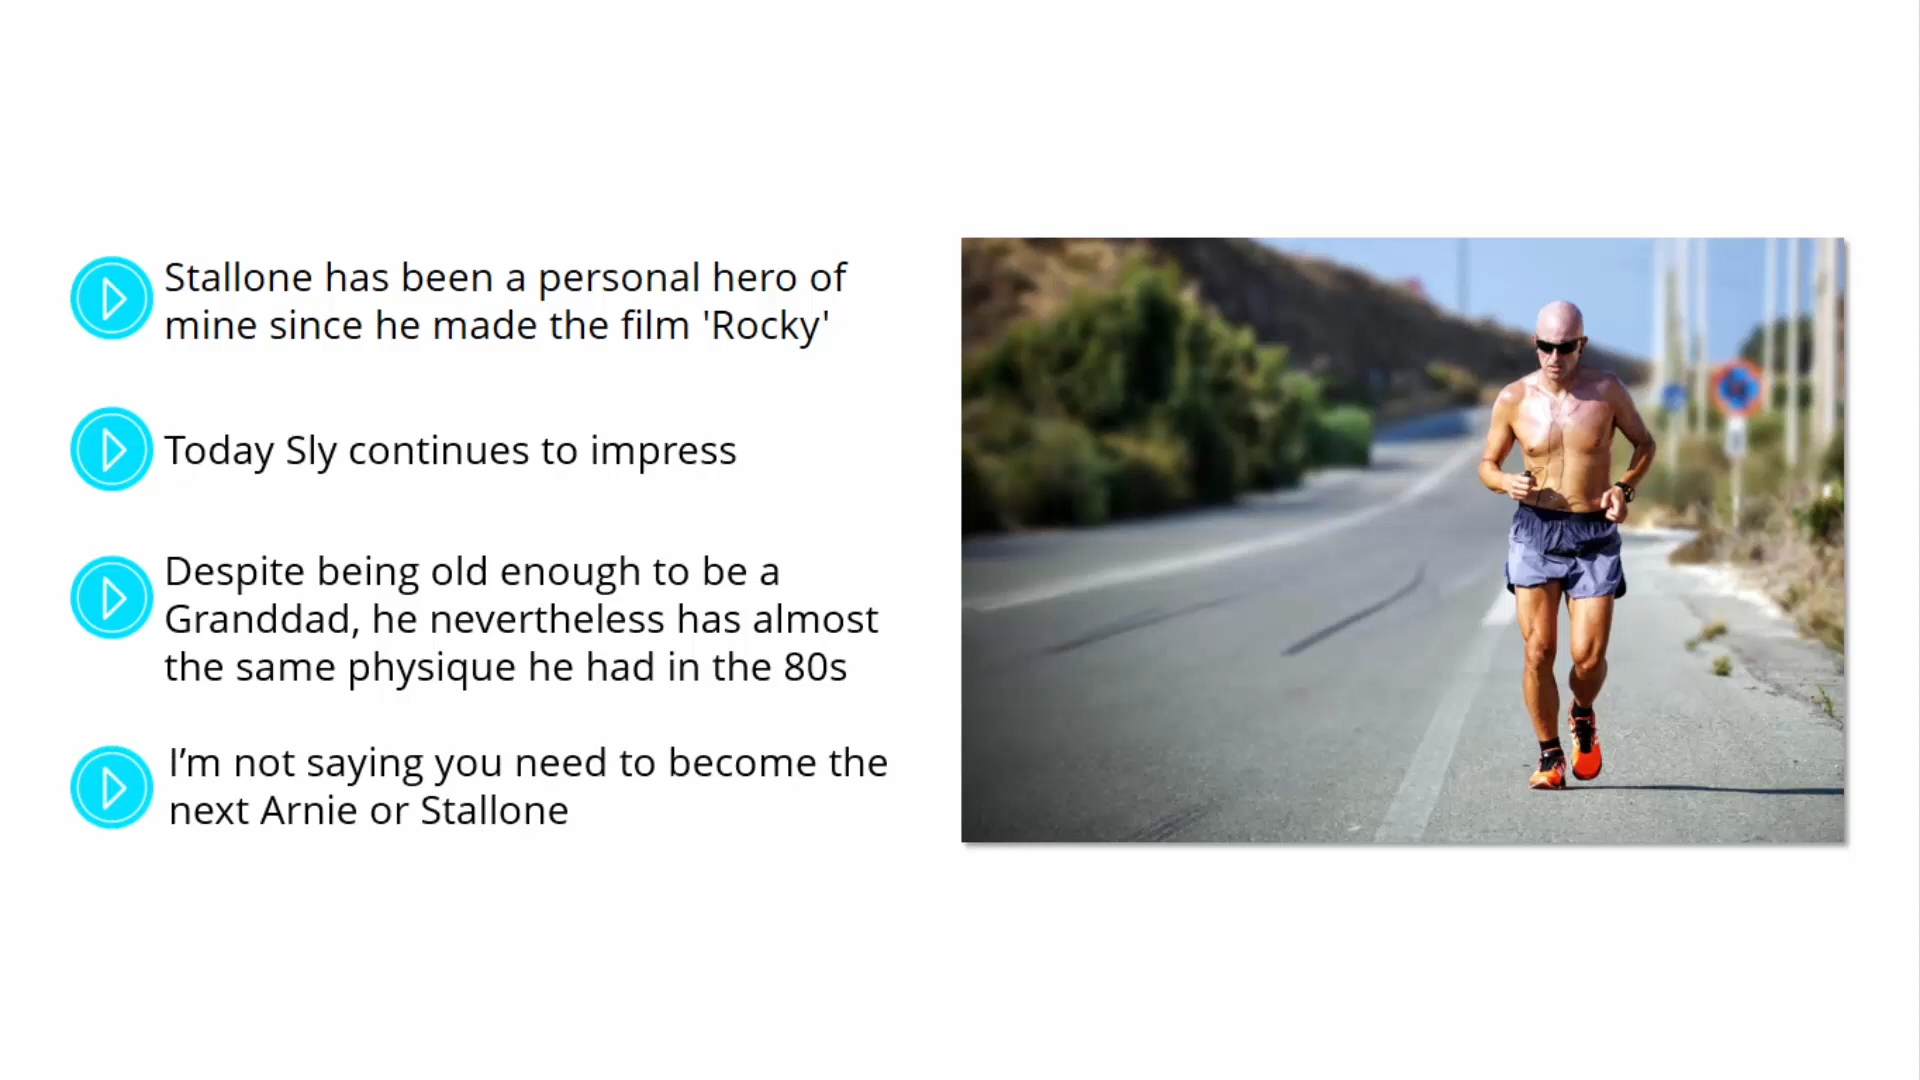 Stallone has been a personal hero of
mine since he made the film 'Rocky'
Today Sly continues to impress
Despite being old enough to be a
Granddad, he nevertheless has almost
the same physique he had in the 80s
I’m not saying you need to become the
next Arnie or Stallone